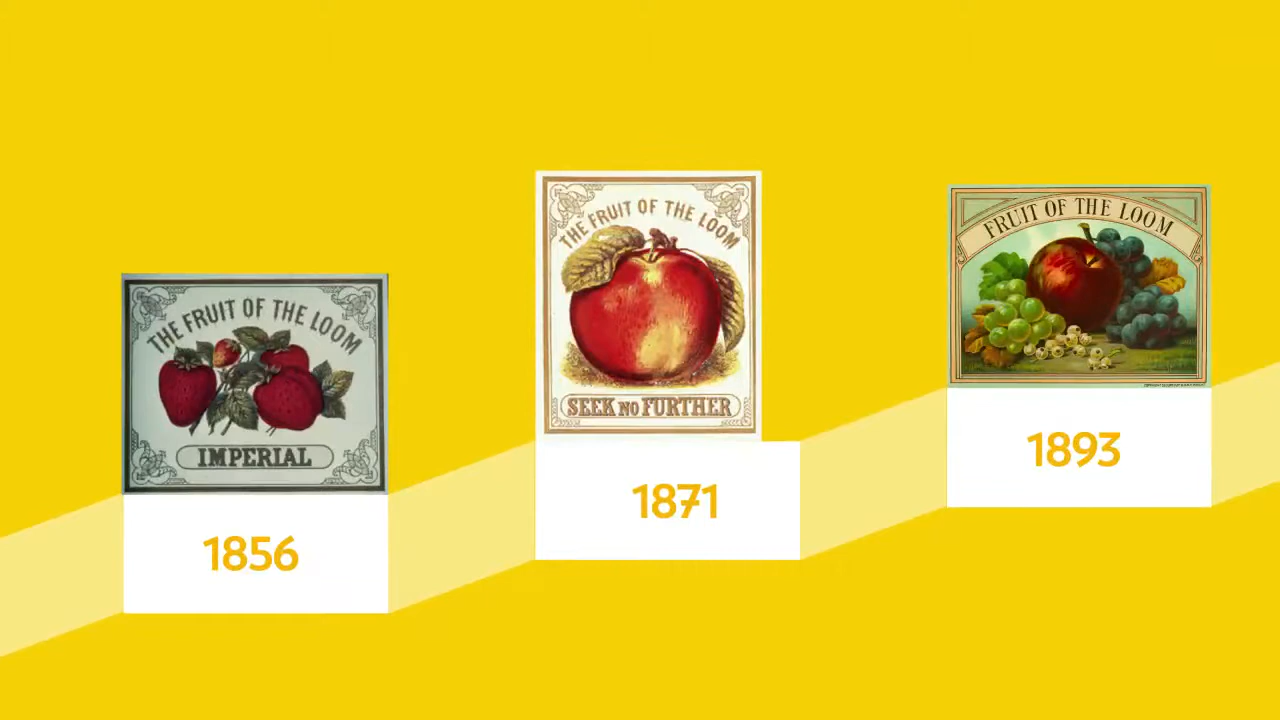 THE FRUIT OF THE LOOM
IMPERIAL
1856
THE FRUIT OF THE LOOM
SEEK NO FURTHER
1871
FRUIT OF THE LOOM
1893